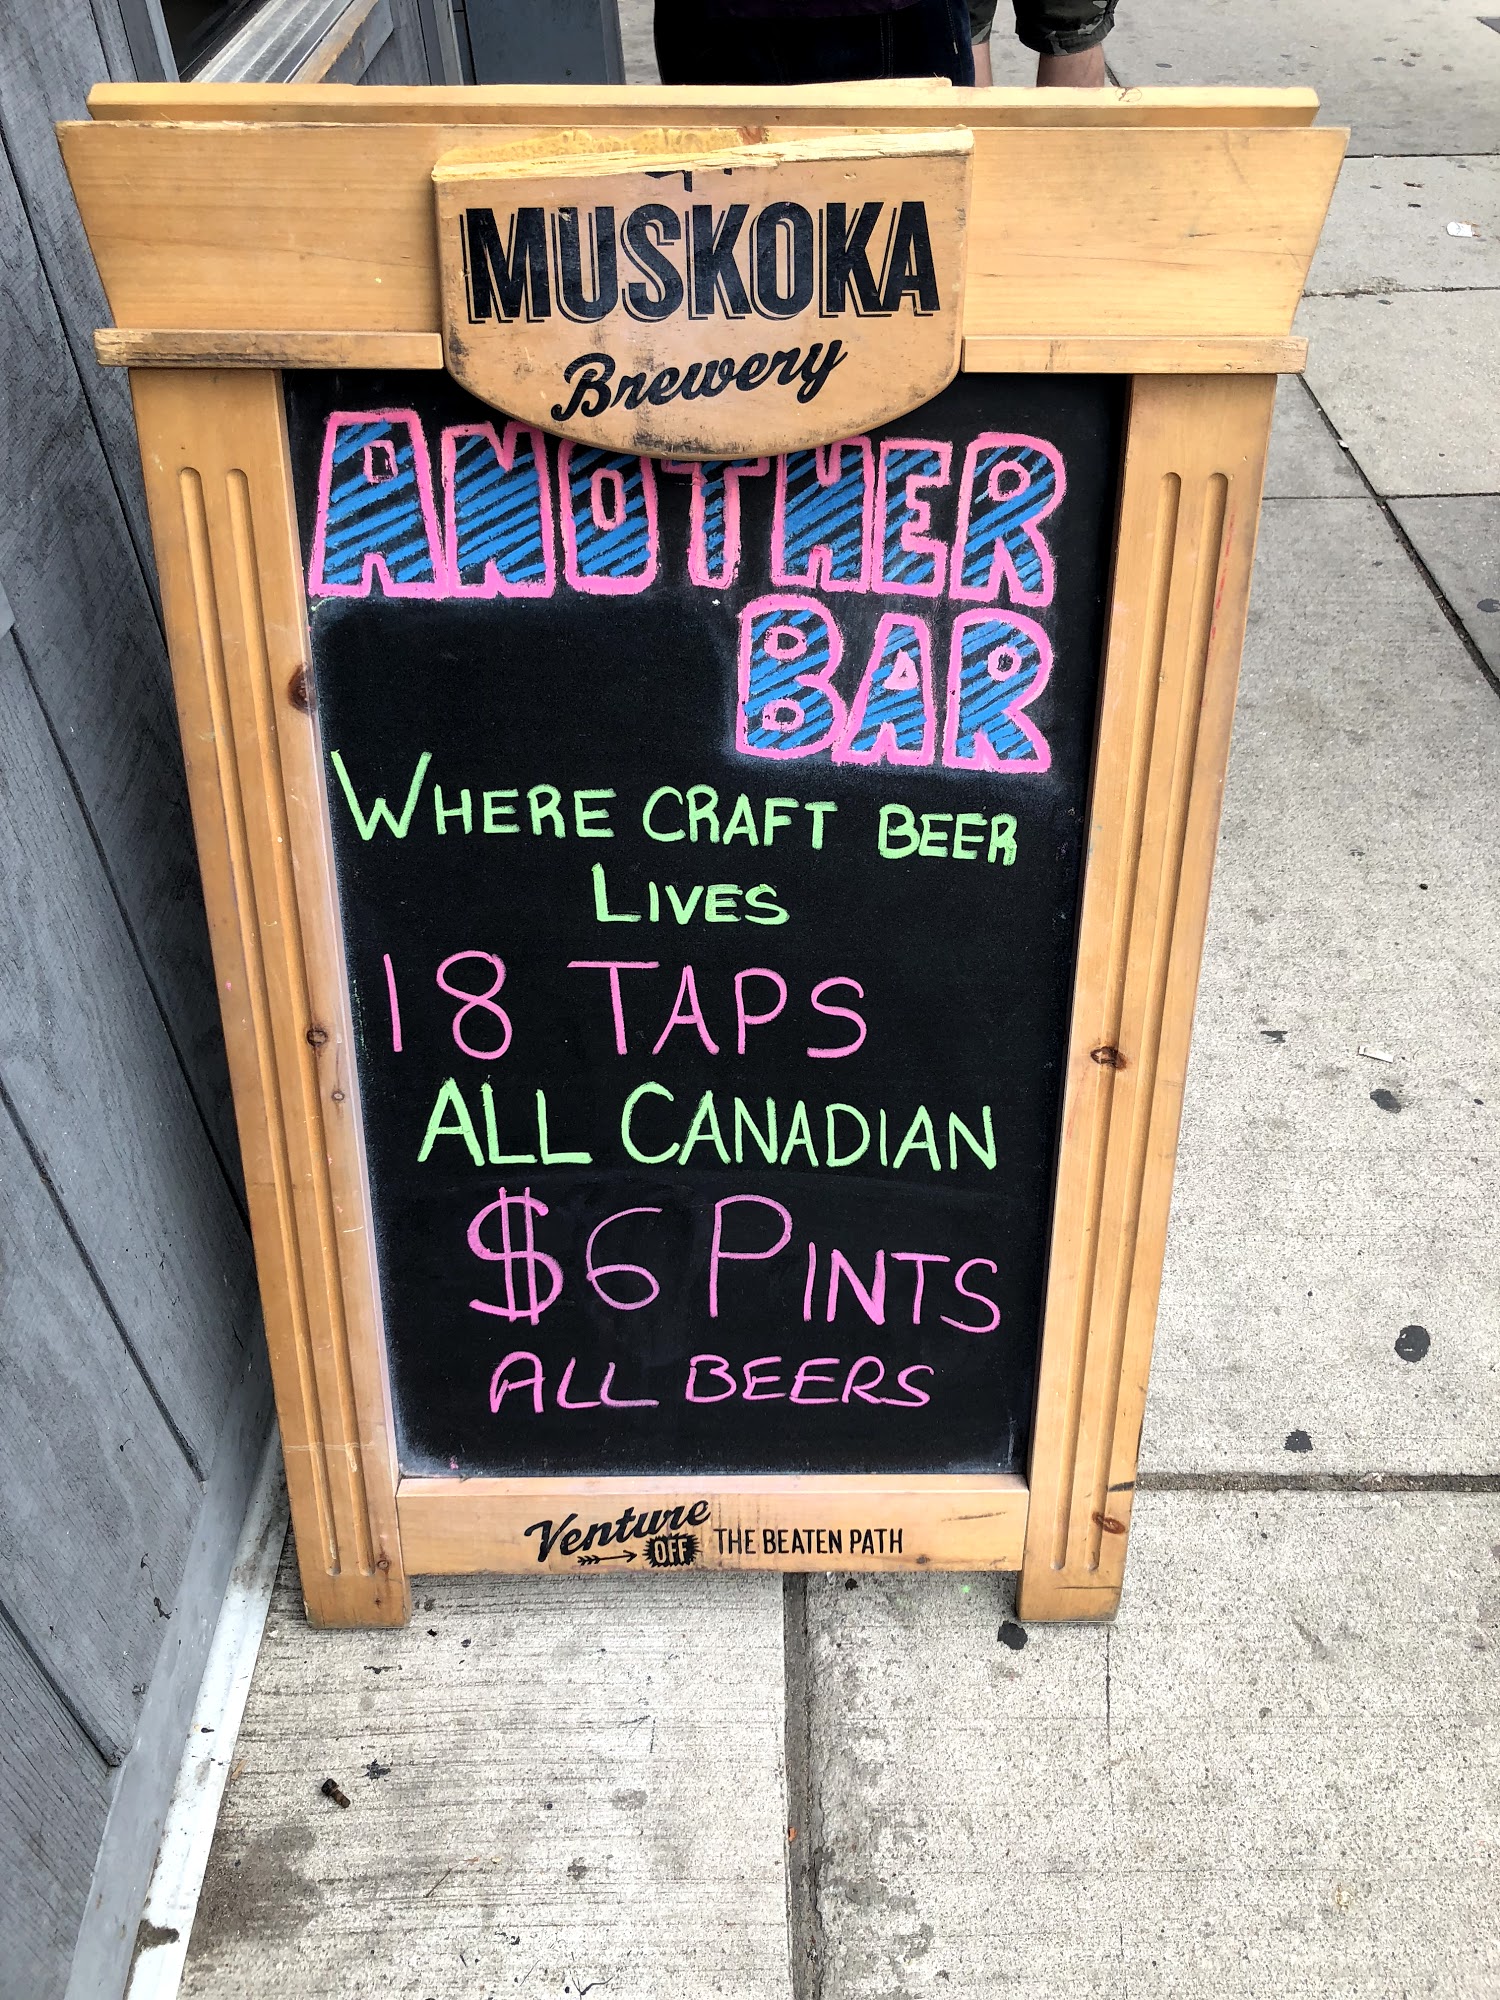 MUSKOKA
Brewery
ANOTHER
BAR
WHERE CRAFT BEER
LIVES
18 TAPS
ALL CANADIAN
$6 PINTS
ALL BEERS
Venture OFF THE BEATEN PATH